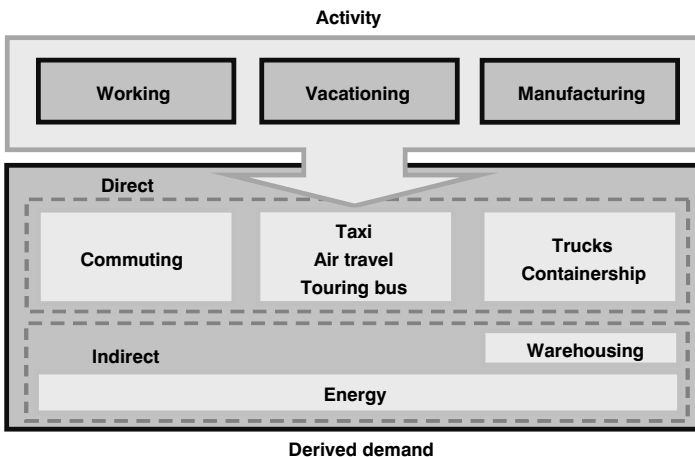 Activity
Working
Vacationing
Manufacturing
Direct
Commuting
Taxi
Air travel
Touring bus
Trucks
Containership
Indirect
Warehousing
Energy
Derived demand